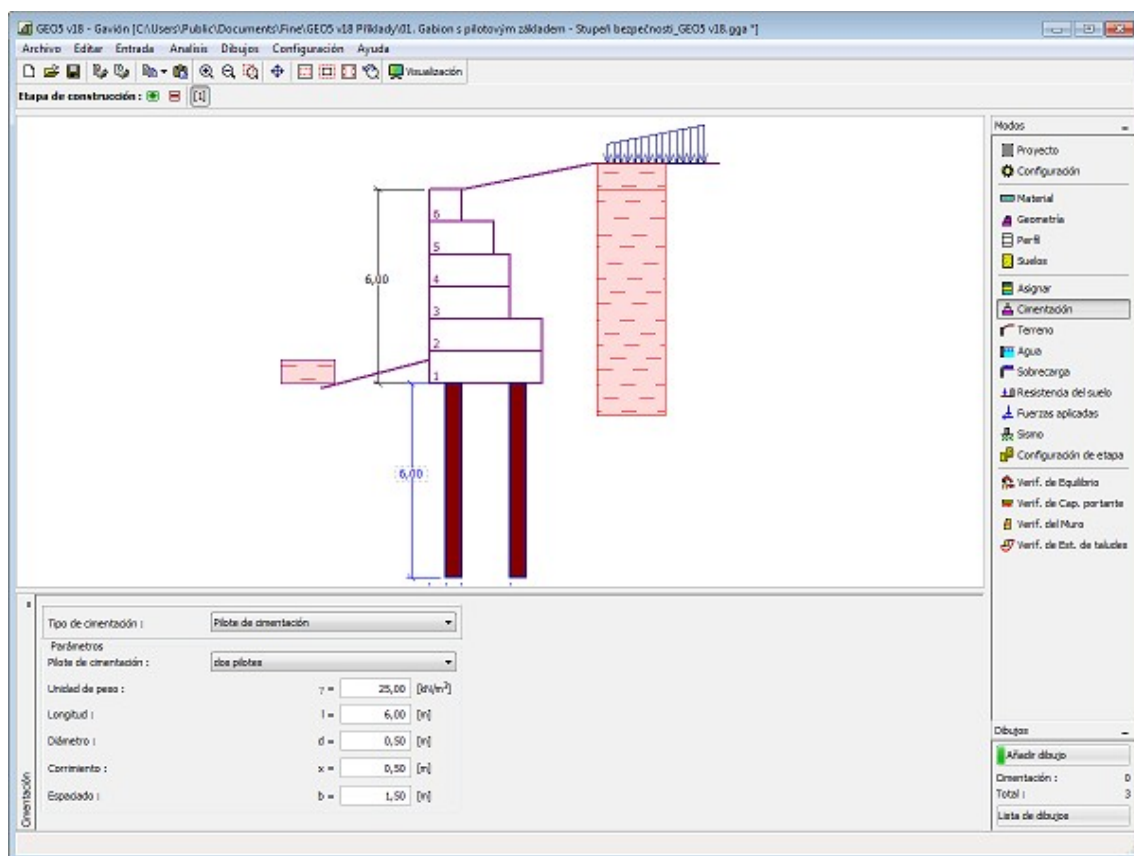 GEO5 v18 - Gavión [C:\Users\Public\Documents\Fine\GEO5 v18 Příklady\01. Gabion s pilotovým základem - Stupeň bezpečnosti_GEO5 v18.gga *]
Archivo Editar Entrada Analisis Dibujos Configuración Ayuda
Visualización
Etapa de construcción : [1]
6,00
6
5
4
3
2
1
6,00
Modos
Proyecto
Configuración
Material
Geometría
Perfil
Suelos
Asignar
Cimentación
Terreno
Agua
Sobrecarga
Resistencia del suelo
Fuerzas aplicadas
Sismo
Configuración de etapa
Verif. de Equilibrio
Verif. de Cap. portante
Verif. del Muro
Verif. de Est. de taludes
Cimentación
Tipo de cimentación : Pilote de cimentación
Parámetros
Pilote de cimentación : dos pilotes
Unidad de peso : γ = 25,00 [kN/m³]
Longitud : l = 6,00 [m]
Diámetro : d = 0,50 [m]
Corrimiento : x = 0,50 [m]
Espaciado : b = 1,50 [m]
Dibujos
Añadir dibujo
Cimentación : 0
Total : 3
Lista de dibujos